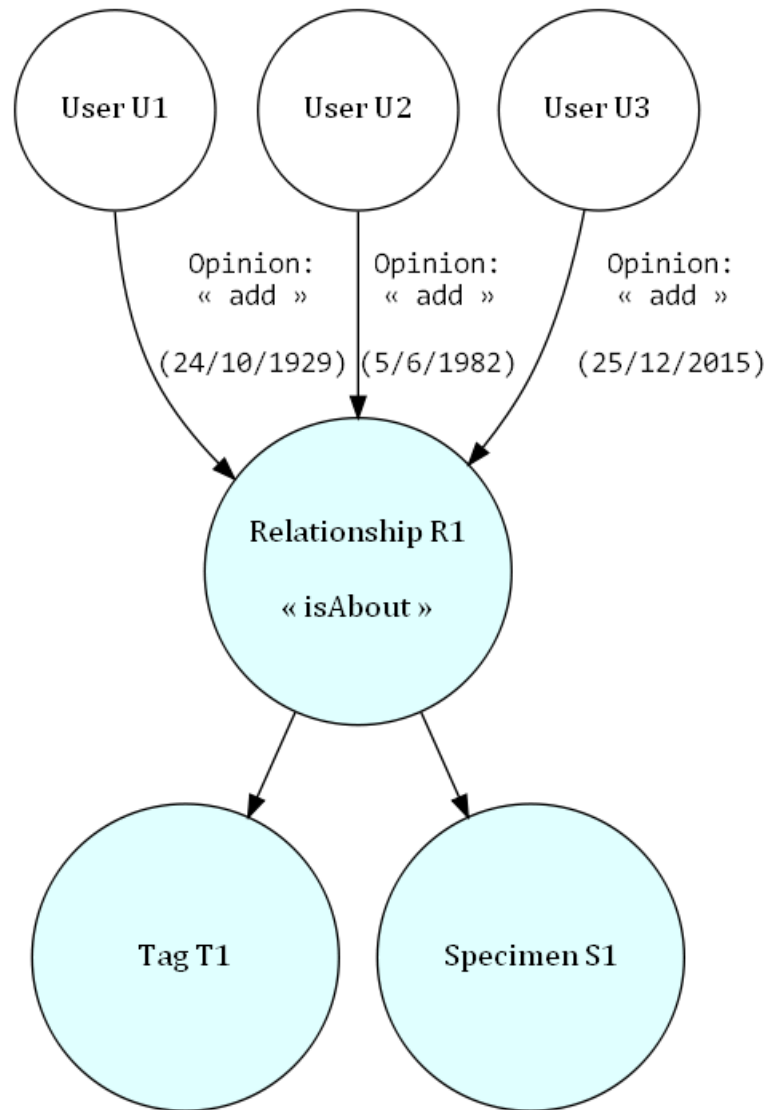 User U1
User U2
User U3
Opinion:
« add »
(24/10/1929)
Opinion:
« add »
(5/6/1982)
Opinion:
« add »
(25/12/2015)
Relationship R1
« isAbout »
Tag T1
Specimen S1